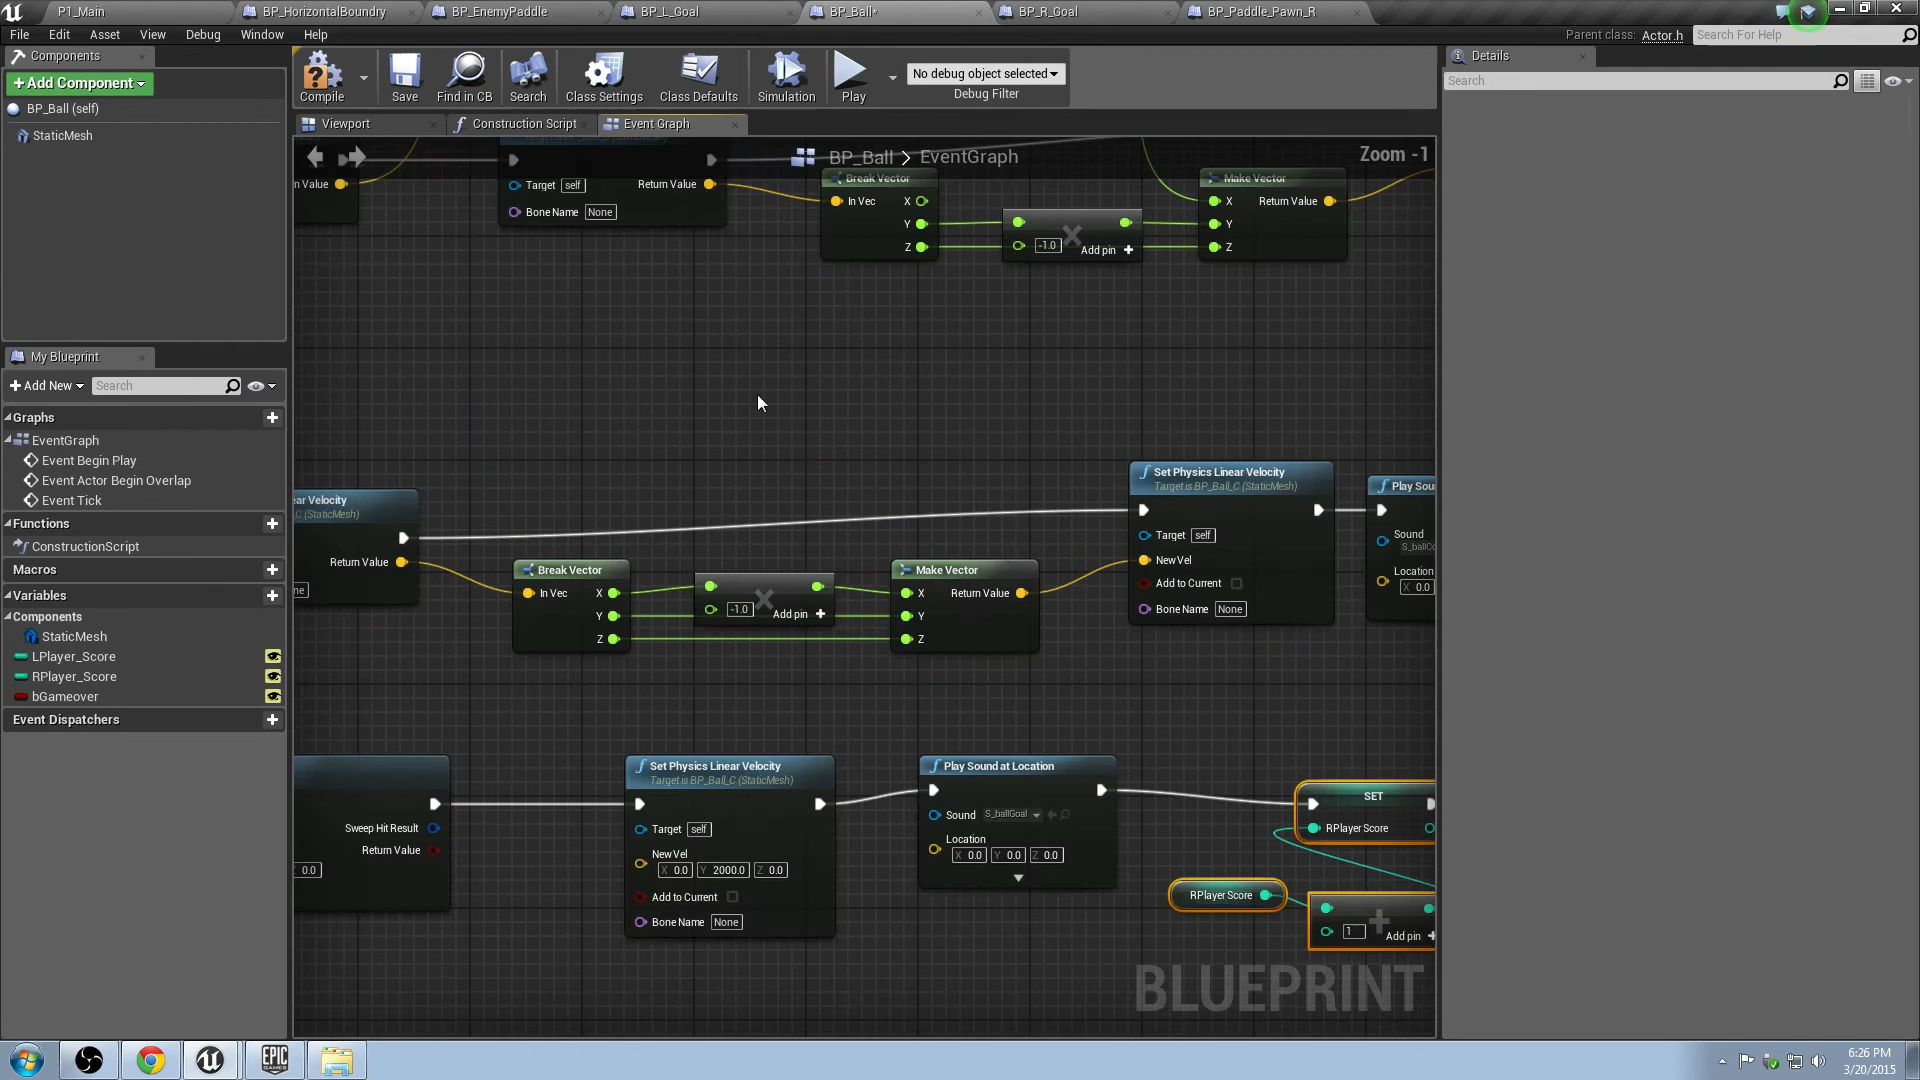 P1_Main
BP_HorizontalBoundry
BP_EnemyPaddle
BP_L_Goal
BP_Ball*
BP_R_Goal
BP_Paddle_Pawn_R
File
Edit
Asset
View
Debug
Window
Help
Parent class: Actor.h
Search For Help
Components
+ Add Component
BP_Ball (self)
StaticMesh
Compile
Save
Find in CB
Search
Class Settings
Class Defaults
Simulation
Play
No debug object selected
Debug Filter
Details
Search
Viewport
Construction Script
Event Graph
BP_Ball > EventGraph
Zoom -1
n Value
Target self
Return Value
Bone Name None
Break Vector
In Vec X
Y
Z
-1.0
Add pin +
Make Vector
X Return Value
Y
Z
My Blueprint
+ Add New
Search
Graphs
EventGraph
Event Begin Play
Event Actor Begin Overlap
Event Tick
Functions
ConstructionScript
Macros
Variables
Components
StaticMesh
LPlayer_Score
RPlayer_Score
bGameover
Event Dispatchers
ear Velocity
C (StaticMesh)
Return Value
ne
Break Vector
In Vec X
Y
Z
-1.0
Add pin +
Make Vector
X Return Value
Y
Z
Set Physics Linear Velocity
Target is BP_Ball_C (StaticMesh)
Target self
New Vel
Add to Current
Bone Name None
Play Sou
Sound
S_ballGo
Location
X 0.0
Sweep Hit Result
Return Value
Z 0.0
Set Physics Linear Velocity
Target is BP_Ball_C (StaticMesh)
Target self
New Vel
X 0.0 Y 2000.0 Z 0.0
Add to Current
Bone Name None
Play Sound at Location
Sound S_ballGoal
Location
X 0.0 Y 0.0 Z 0.0
SET
RPlayer Score
RPlayer Score
1
Add pin +
BLUEPRINT
EPIC
GAMES
6:26 PM
3/20/2015